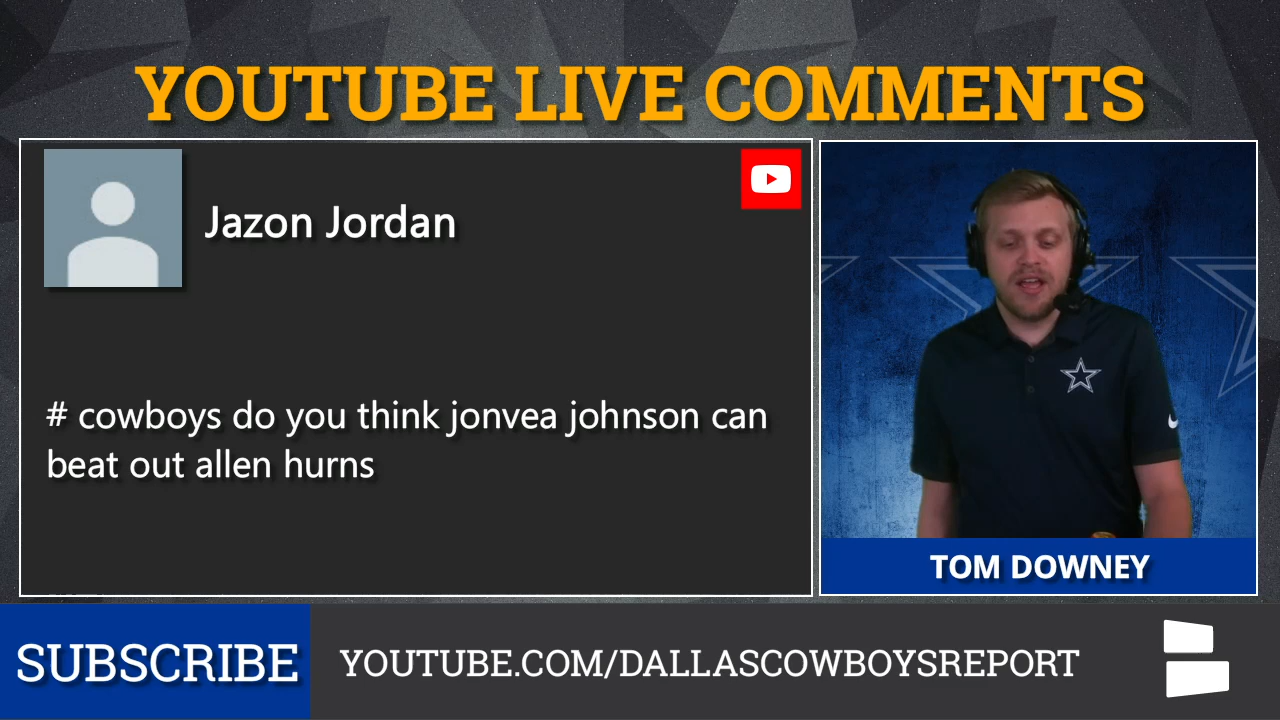 YOUTUBE LIVE COMMENTS
Jazon Jordan
# cowboys do you think jonvea johnson can
beat out allen hurns
TOM DOWNEY
SUBSCRIBE
YOUTUBE.COM/DALLASCOWBOYSREPORT